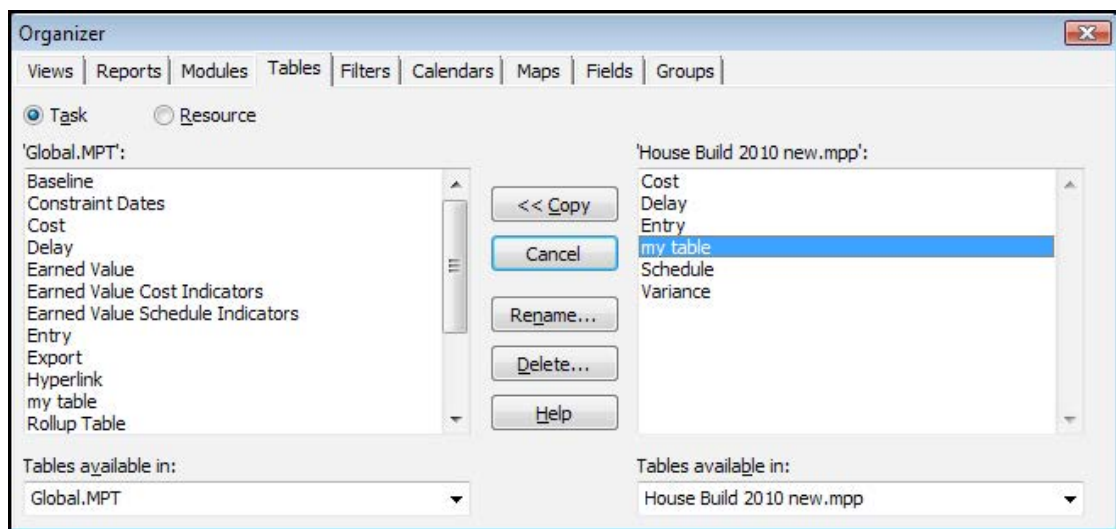 Organizer
Views Reports Modules Tables Filters Calendars Maps Fields Groups
Task Resource
'Global.MPT':
Baseline
Constraint Dates
Cost
Delay
Earned Value
Earned Value Cost Indicators
Earned Value Schedule Indicators
Entry
Export
Hyperlink
my table
Rollup Table
Tables available in:
Global.MPT
<< Copy
Cancel
Rename...
Delete...
Help
'House Build 2010 new.mpp':
Cost
Delay
Entry
my table
Schedule
Variance
Tables available in:
House Build 2010 new.mpp